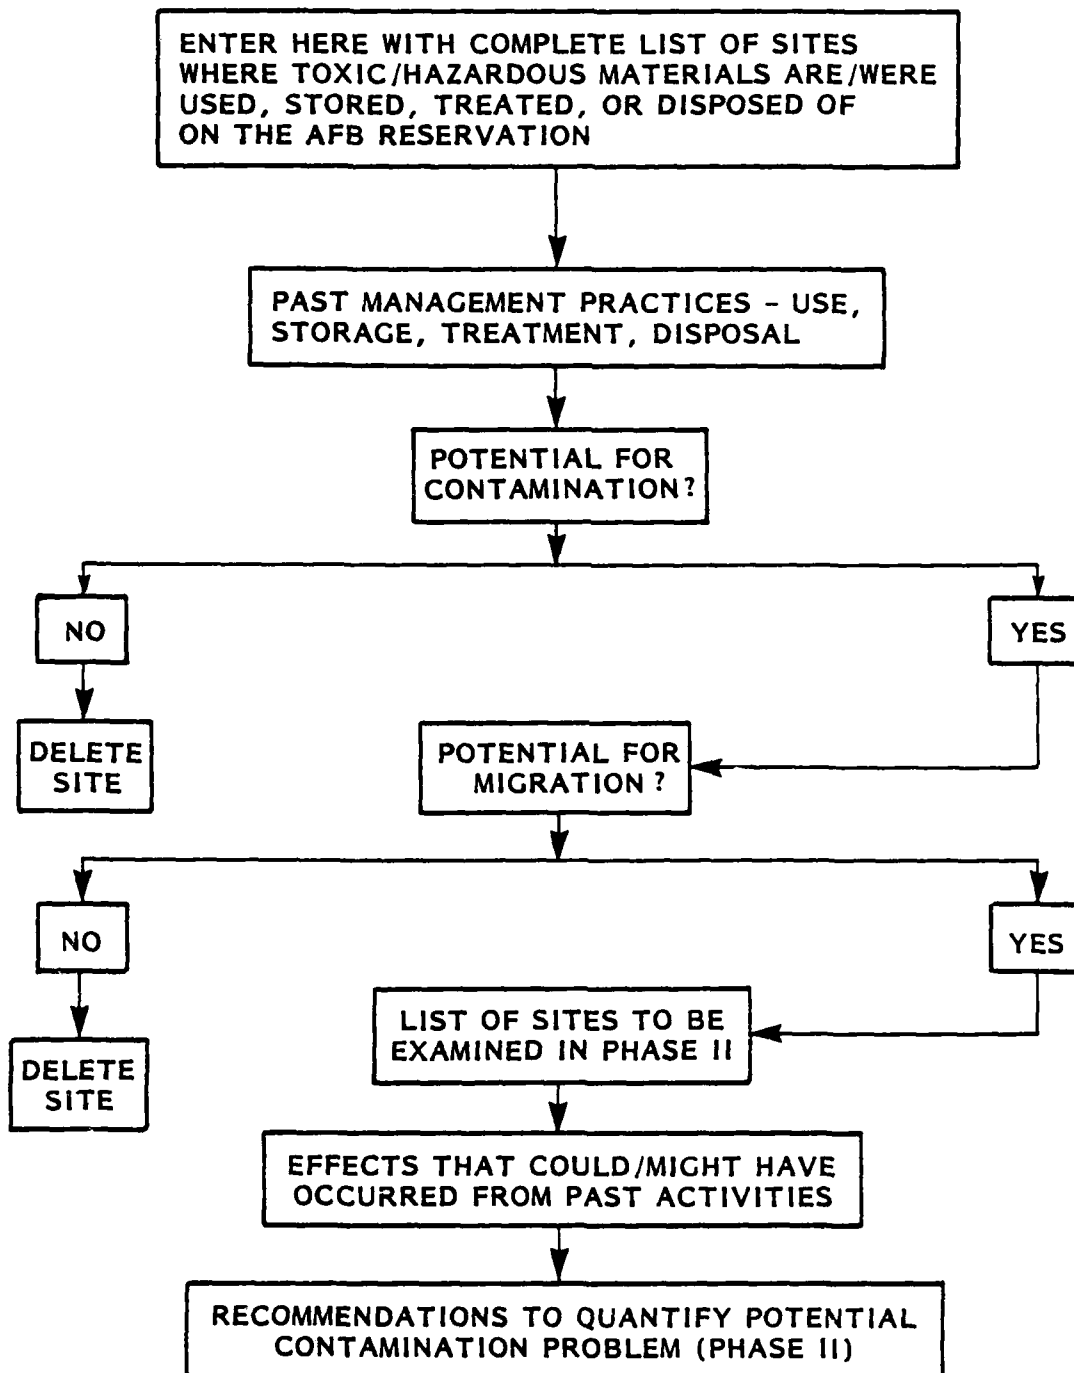 ENTER HERE WITH COMPLETE LIST OF SITES
WHERE TOXIC/HAZARDOUS MATERIALS ARE/WERE
USED, STORED, TREATED, OR DISPOSED OF
ON THE AFB RESERVATION
PAST MANAGEMENT PRACTICES - USE,
STORAGE, TREATMENT, DISPOSAL
POTENTIAL FOR
CONTAMINATION?
NO
YES
DELETE
SITE
POTENTIAL FOR
MIGRATION ?
NO
YES
DELETE
SITE
LIST OF SITES TO BE
EXAMINED IN PHASE II
EFFECTS THAT COULD/MIGHT HAVE
OCCURRED FROM PAST ACTIVITIES
RECOMMENDATIONS TO QUANTIFY POTENTIAL
CONTAMINATION PROBLEM (PHASE II)